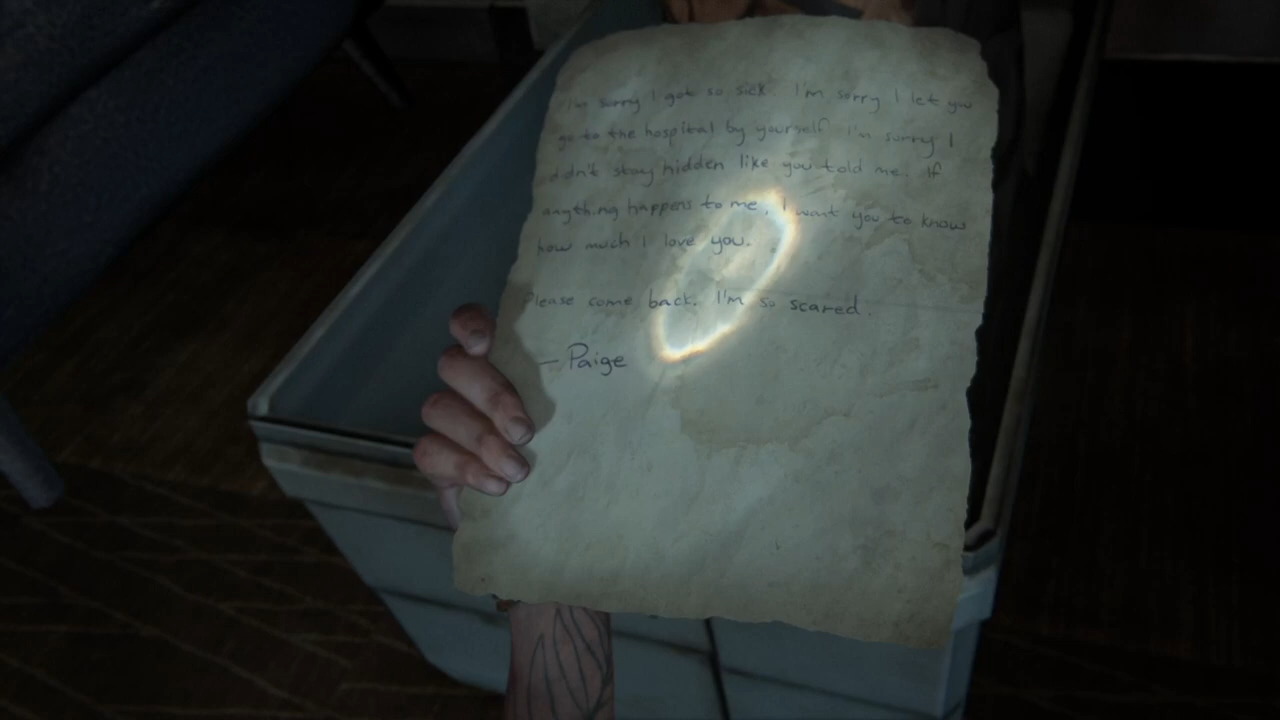 I'm sorry I got so sick. I'm sorry I let you
go to the hospital by yourself. I'm sorry I
didn't stay hidden like you told me. If
anything happens to me, I want you to know
how much I love you.
Please come back. I'm so scared.
— Paige